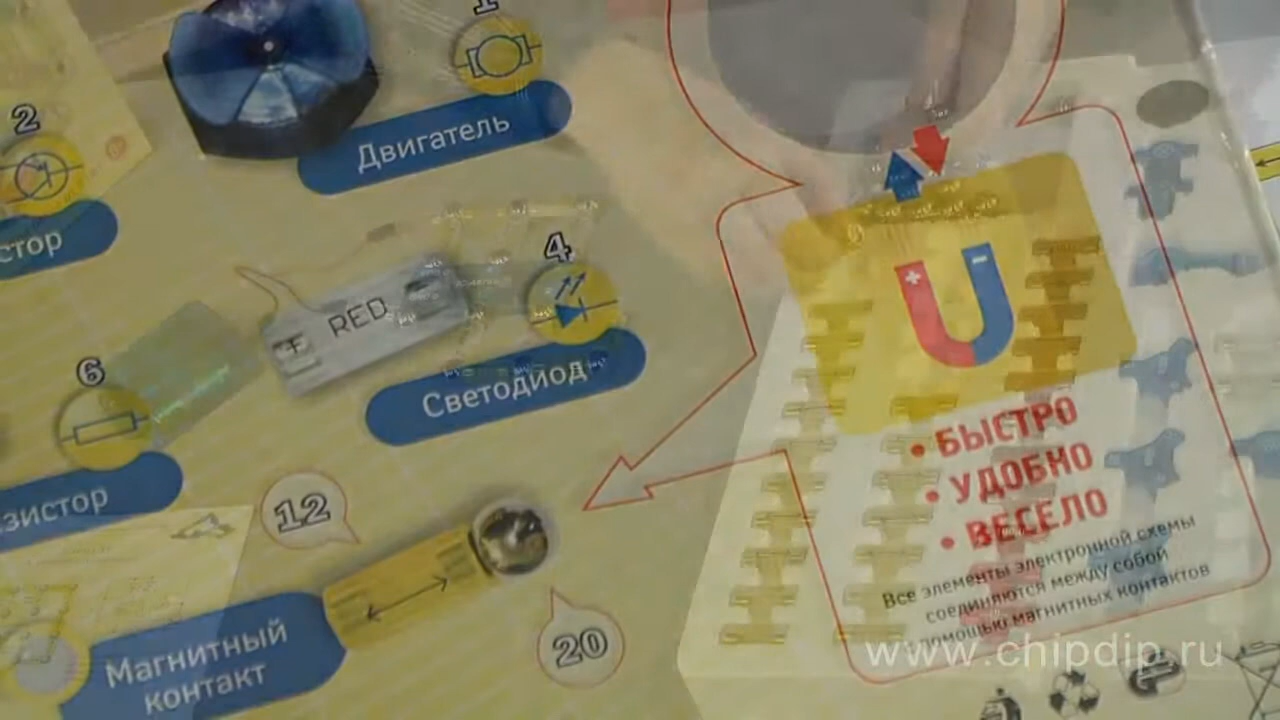 1
2
Двигатель
стор
4
RED
Светодиод
6
зистор
12
Магнитный
контакт
20
+ -
• БЫСТРО
• УДОБНО
• ВЕСЕЛО
Все элементы электронной схемы
соединяются между собой
помощью магнитных контактов
www.chipdip.ru